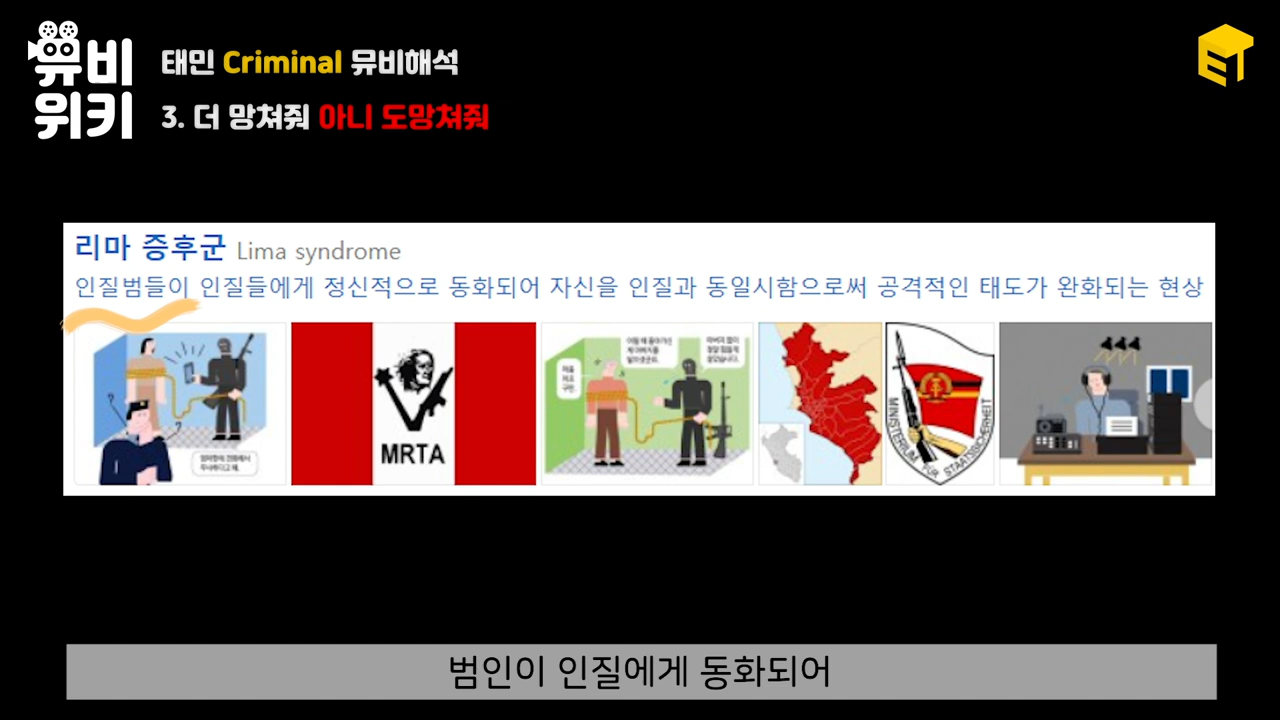 뮤비
위키
태민 Criminal 뮤비해석
3. 더 망쳐줘 아니 도망쳐줘
ET
리마 증후군 Lima syndrome
인질범들이 인질들에게 정신적으로 동화되어 자신을 인질과 동일시함으로써 공격적인 태도가 완화되는 현상
MRTA
MINISTERIUM FÜR STAATSSICHERHEIT
범인이 인질에게 동화되어